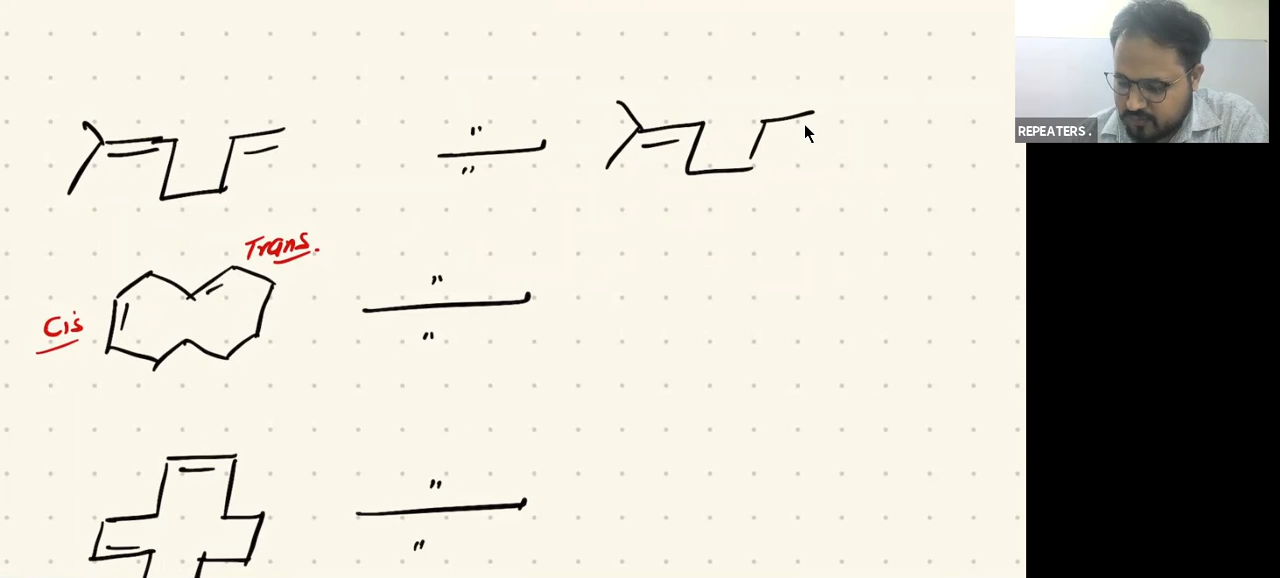 "
"
REPEATERS .
Trans.
Cis
"
"
"
"